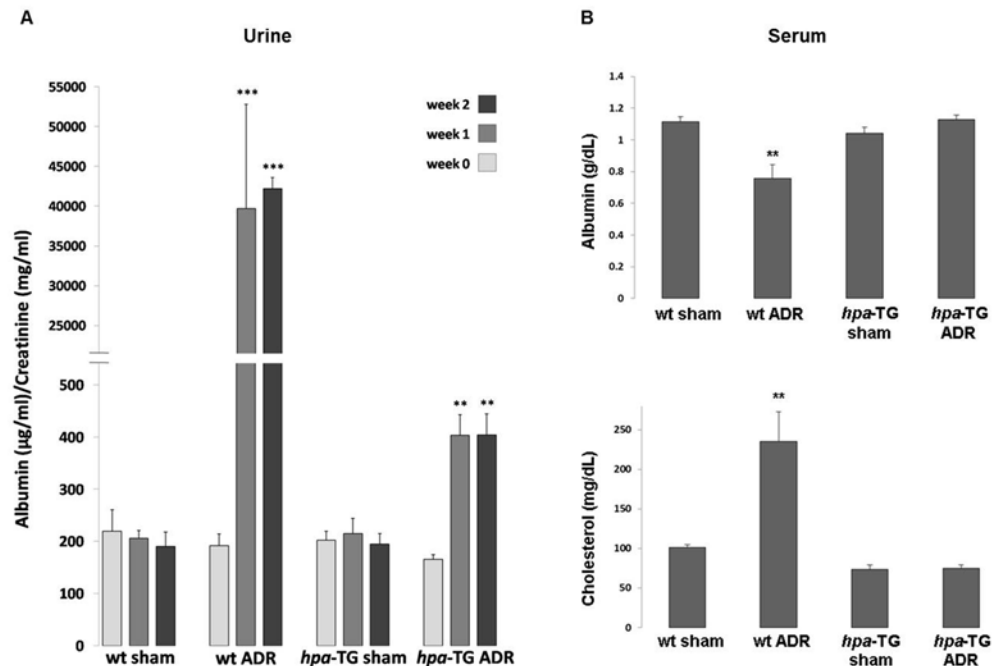 A
Urine
Albumin (µg/ml)/Creatinine (mg/ml)
55000
50000
45000
40000
35000
30000
25000
500
400
300
200
100
0
***
***
**
**
week 2
week 1
week 0
wt sham
wt ADR
hpa-TG sham
hpa-TG ADR
B
Serum
Albumin (g/dL)
1.4
1.2
1
0.8
0.6
0.4
0.2
0
**
wt sham
wt ADR
hpa-TG
sham
hpa-TG
ADR
Cholesterol (mg/dL)
250
200
150
100
50
0
**
wt sham
wt ADR
hpa-TG
sham
hpa-TG
ADR